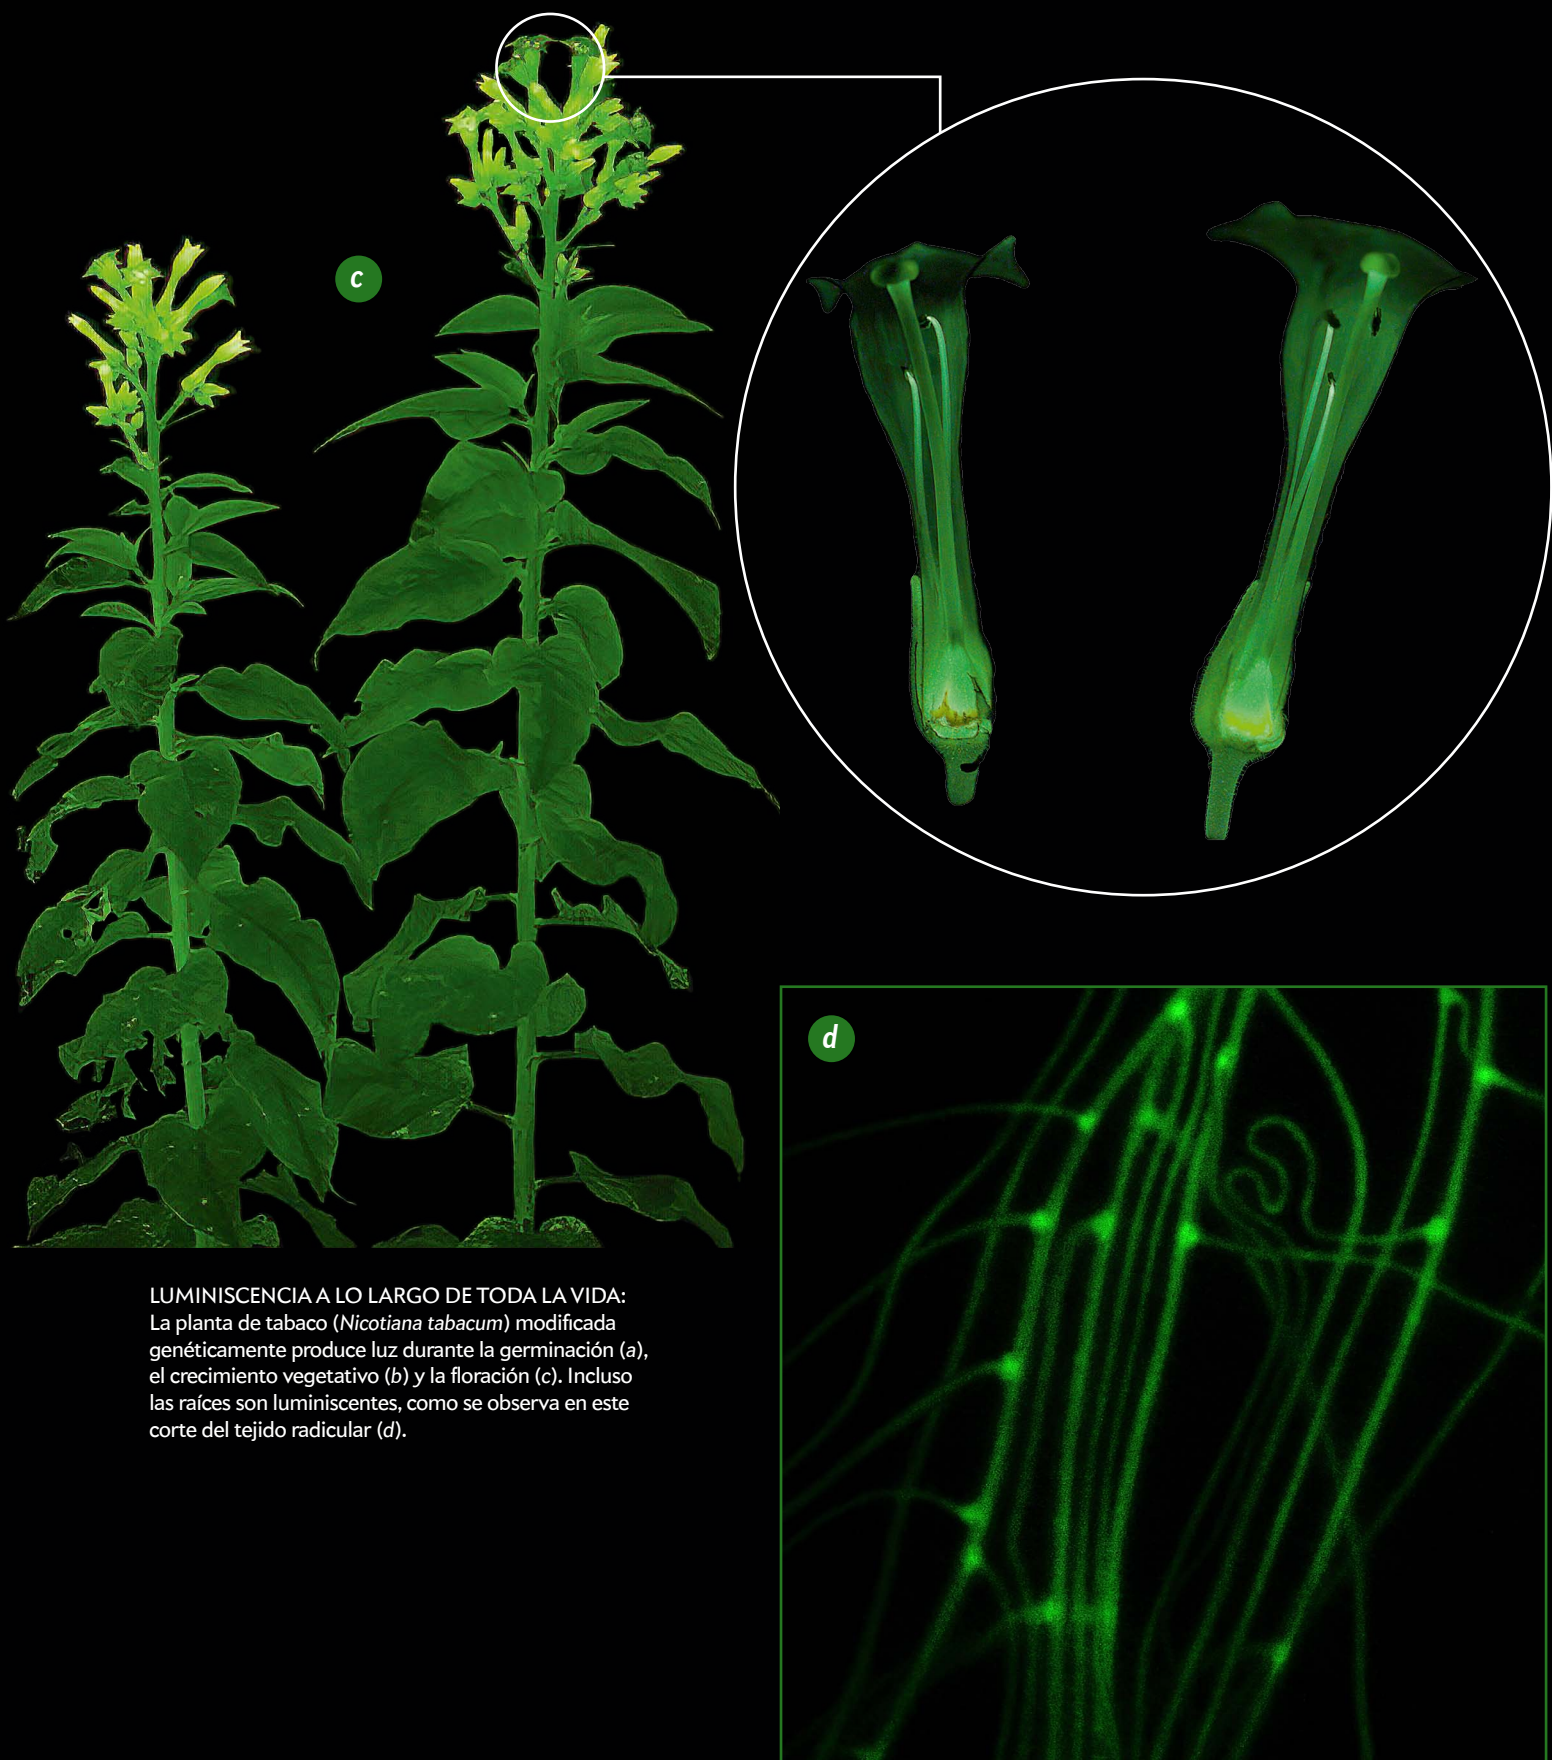 c
d
LUMINISCENCIA A LO LARGO DE TODA LA VIDA:
La planta de tabaco (Nicotiana tabacum) modificada
genéticamente produce luz durante la germinación (a),
el crecimiento vegetativo (b) y la floración (c). Incluso
las raíces son luminiscentes, como se observa en este
corte del tejido radicular (d).